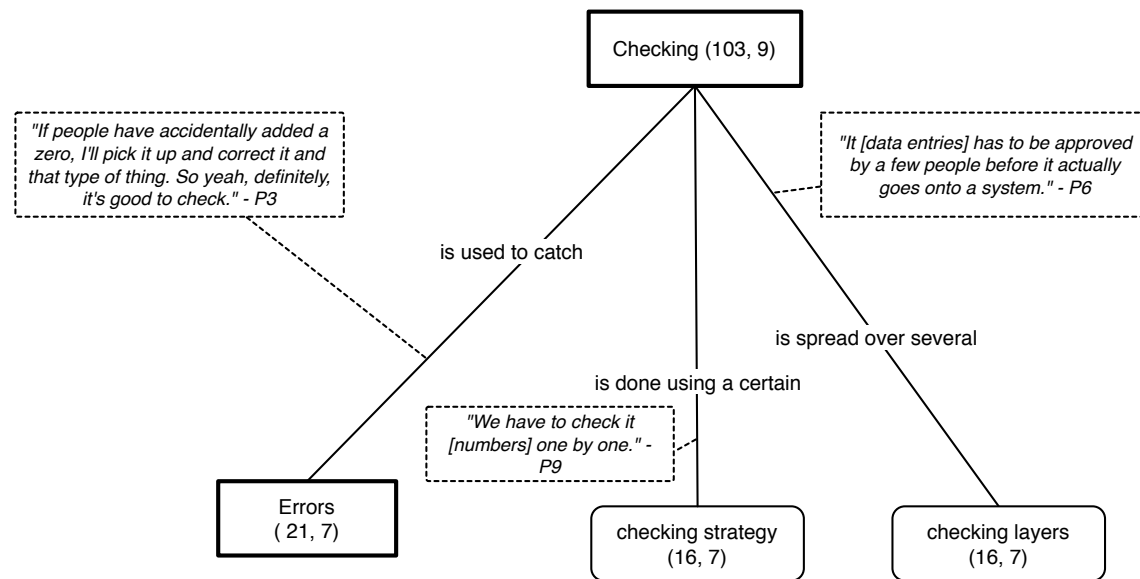 Checking (103, 9)
"If people have accidentally added a
zero, I'll pick it up and correct it and
that type of thing. So yeah, definitely,
it's good to check." - P3
"It [data entries] has to be approved
by a few people before it actually
goes onto a system." - P6
is used to catch
is spread over several
is done using a certain
"We have to check it
[numbers] one by one." -
P9
Errors
( 21, 7)
checking strategy
(16, 7)
checking layers
(16, 7)